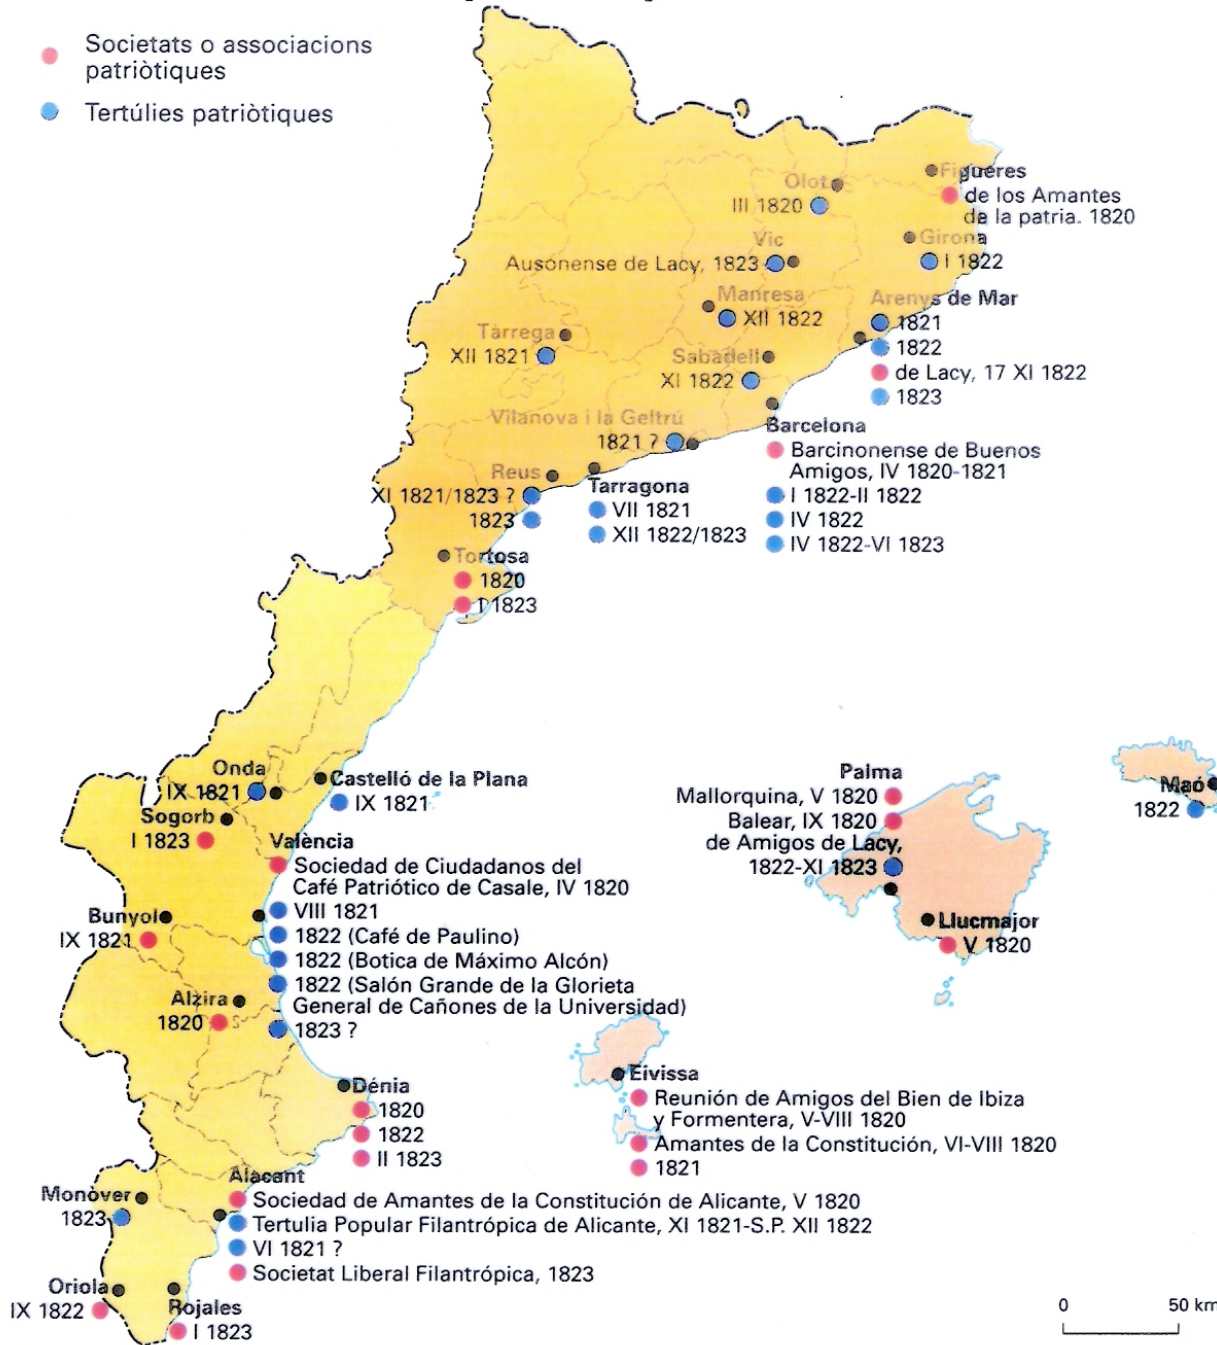 Societats o associacions
patriòtiques
Tertúlies patriòtiques
Figueres
de los Amantes
de la patria. 1820
Olot
III 1820
Girona
I 1822
Vic
Ausonense de Lacy, 1823
Manresa
XII 1822
Arenys de Mar
1821
1822
de Lacy, 17 XI 1822
1823
Tàrrega
XII 1821
Sabadell
XI 1822
Vilanova i la Geltrú
1821 ?
Barcelona
Barcinonense de Buenos
Amigos, IV 1820-1821
I 1822-II 1822
IV 1822
IV 1822-VI 1823
Reus
XI 1821/1823 ?
1823
Tarragona
VII 1821
XII 1822/1823
Tortosa
1820
I 1823
Onda
IX 1821
Castelló de la Plana
IX 1821
Sogorb
I 1823
València
Sociedad de Ciudadanos del
Café Patriótico de Casale, IV 1820
VIII 1821
1822 (Café de Paulino)
1822 (Botica de Máximo Alcón)
1822 (Salón Grande de la Glorieta
General de Cañones de la Universidad)
1823 ?
Bunyol
IX 1821
Alzira
1820
Palma
Mallorquina, V 1820
Balear, IX 1820
de Amigos de Lacy,
1822-XI 1823
Llucmajor
V 1820
Maó
1822
Eivissa
Reunión de Amigos del Bien de Ibiza
y Formentera, V-VIII 1820
Amantes de la Constitución, VI-VIII 1820
1821
Dénia
1820
1822
II 1823
Alacant
Sociedad de Amantes de la Constitución de Alicante, V 1820
Tertulia Popular Filantrópica de Alicante, XI 1821-S.P. XII 1822
VI 1821 ?
Societat Liberal Filantrópica, 1823
Monòver
1823
Oriola
IX 1822
Rojales
I 1823
0 50 km